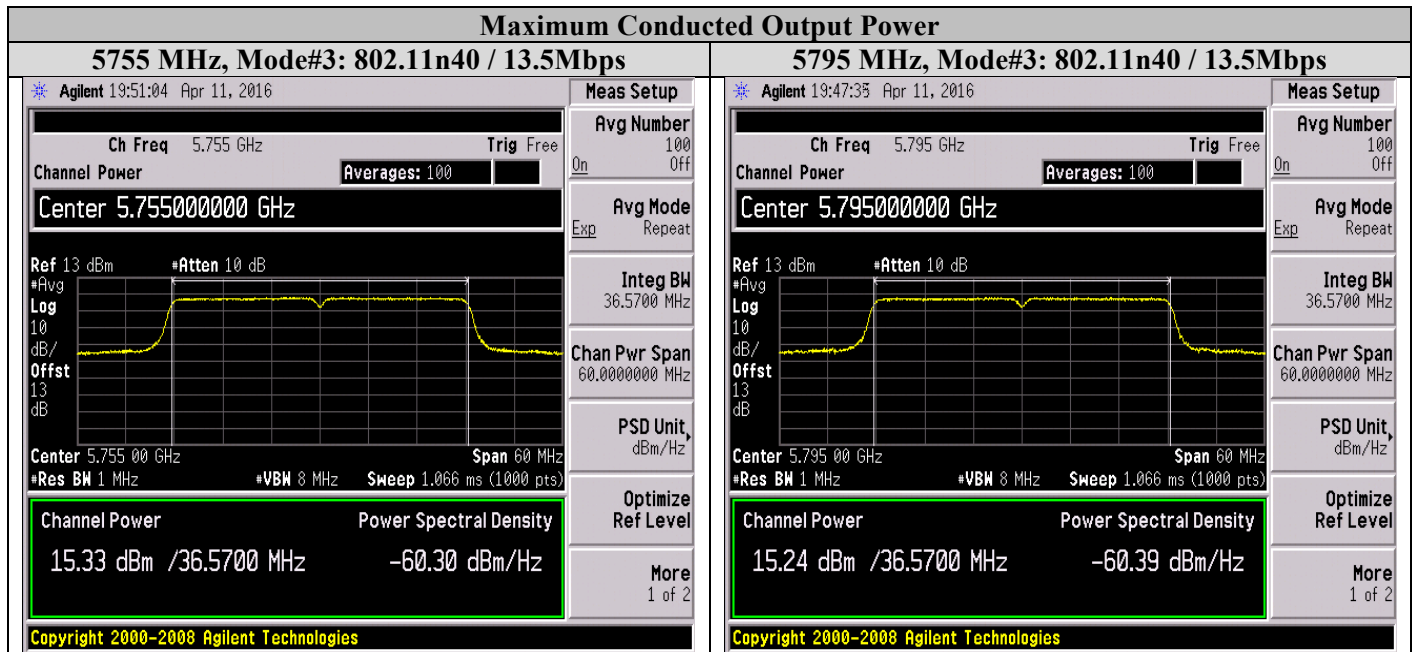 Maximum Conducted Output Power
5755 MHz, Mode#3: 802.11n40 / 13.5Mbps
Agilent 19:51:04 Apr 11, 2016
Meas Setup
Ch Freq 5.755 GHz Trig Free
Channel Power Averages: 100
Center 5.755000000 GHz
Ref 13 dBm #Atten 10 dB
#Avg
Log
10
dB/
Offst
13
dB
Center 5.755 00 GHz Span 60 MHz
#Res BW 1 MHz #VBW 8 MHz Sweep 1.066 ms (1000 pts)
Channel Power Power Spectral Density
15.33 dBm /36.5700 MHz -60.30 dBm/Hz
Copyright 2000-2008 Agilent Technologies
Avg Number
100
On Off
Avg Mode
Exp Repeat
Integ BW
36.5700 MHz
Chan Pwr Span
60.0000000 MHz
PSD Unit
dBm/Hz
Optimize
Ref Level
More
1 of 2
5795 MHz, Mode#3: 802.11n40 / 13.5Mbps
Agilent 19:47:35 Apr 11, 2016
Meas Setup
Ch Freq 5.795 GHz Trig Free
Channel Power Averages: 100
Center 5.795000000 GHz
Ref 13 dBm #Atten 10 dB
#Avg
Log
10
dB/
Offst
13
dB
Center 5.795 00 GHz Span 60 MHz
#Res BW 1 MHz #VBW 8 MHz Sweep 1.066 ms (1000 pts)
Channel Power Power Spectral Density
15.24 dBm /36.5700 MHz -60.39 dBm/Hz
Copyright 2000-2008 Agilent Technologies
Avg Number
100
On Off
Avg Mode
Exp Repeat
Integ BW
36.5700 MHz
Chan Pwr Span
60.0000000 MHz
PSD Unit
dBm/Hz
Optimize
Ref Level
More
1 of 2